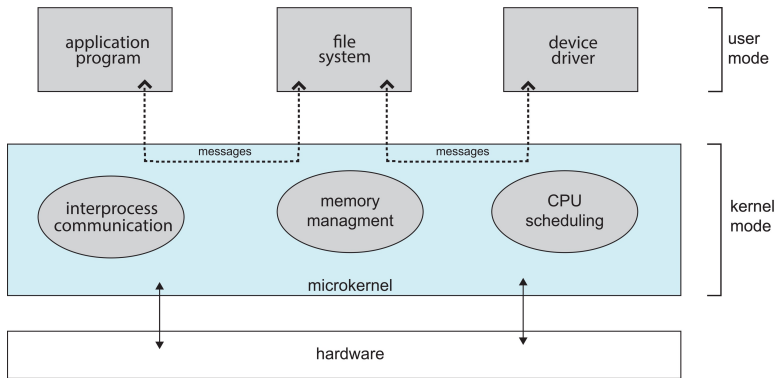 application
program
file
system
device
driver
user
mode
messages
messages
interprocess
communication
memory
managment
CPU
scheduling
kernel
mode
microkernel
hardware